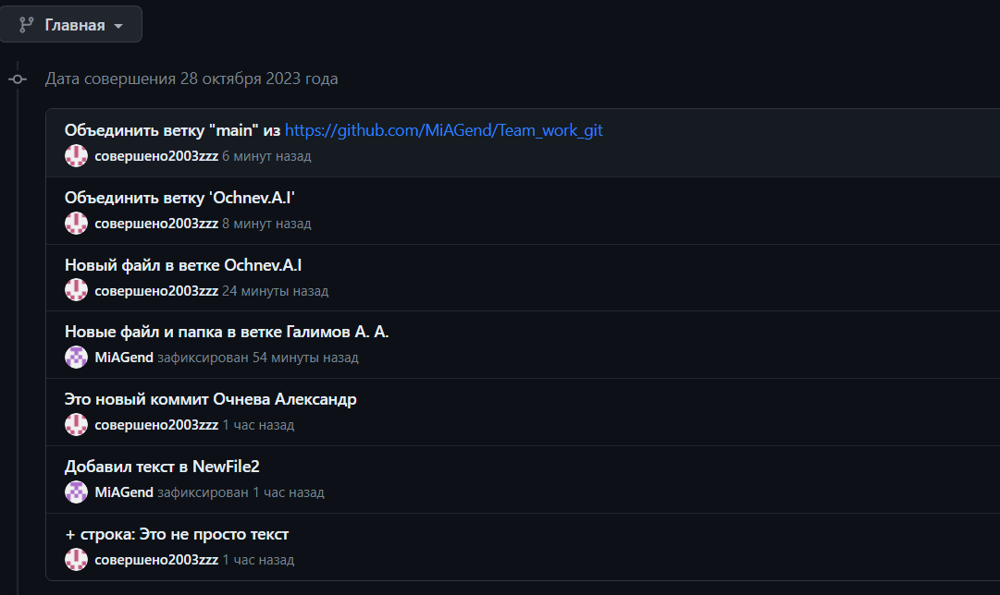 Главная
Дата совершения 28 октября 2023 года
Объединить ветку "main" из https://github.com/MiAGend/Team_work_git
совершено2003zzz 6 минут назад
Объединить ветку 'Ochnev.A.I'
совершено2003zzz 8 минут назад
Новый файл в ветке Ochnev.A.I
совершено2003zzz 24 минуты назад
Новые файл и папка в ветке Галимов А. А.
MiAGend зафиксирован 54 минуты назад
Это новый коммит Очнева Александр
совершено2003zzz 1 час назад
Добавил текст в NewFile2
MiAGend зафиксирован 1 час назад
+ строка: Это не просто текст
совершено2003zzz 1 час назад